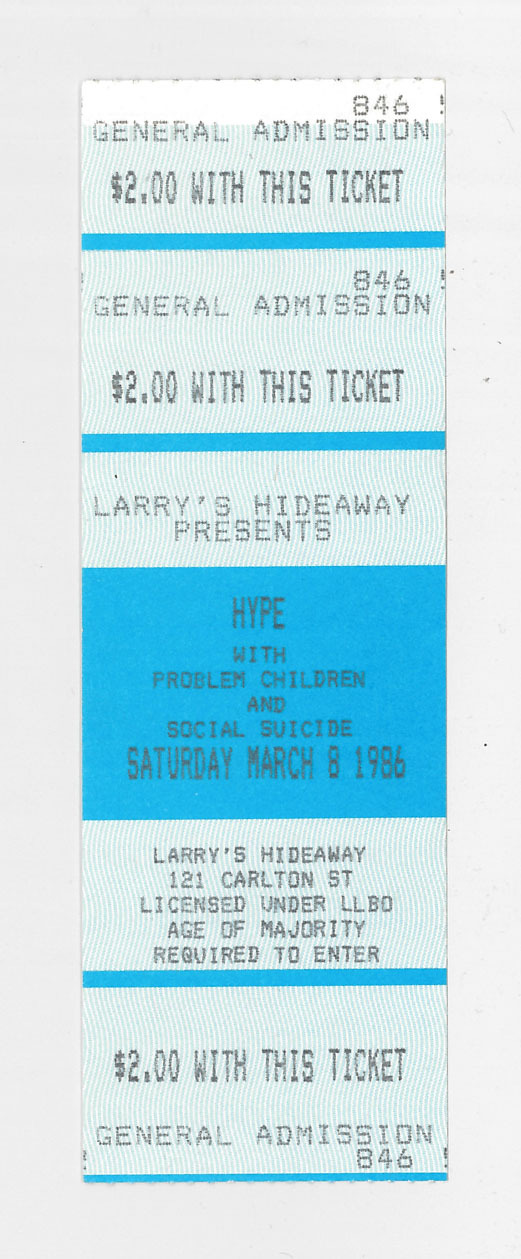 846
GENERAL ADMISSION
$2.00 WITH THIS TICKET
846
GENERAL ADMISSION
$2.00 WITH THIS TICKET
LARRY'S HIDEAWAY
PRESENTS
HYPE
WITH
PROBLEM CHILDREN
AND
SOCIAL SUICIDE
SATURDAY MARCH 8 1986
LARRY'S HIDEAWAY
121 CARLTON ST
LICENSED UNDER LLBO
AGE OF MAJORITY
REQUIRED TO ENTER
$2.00 WITH THIS TICKET
GENERAL ADMISSION
846